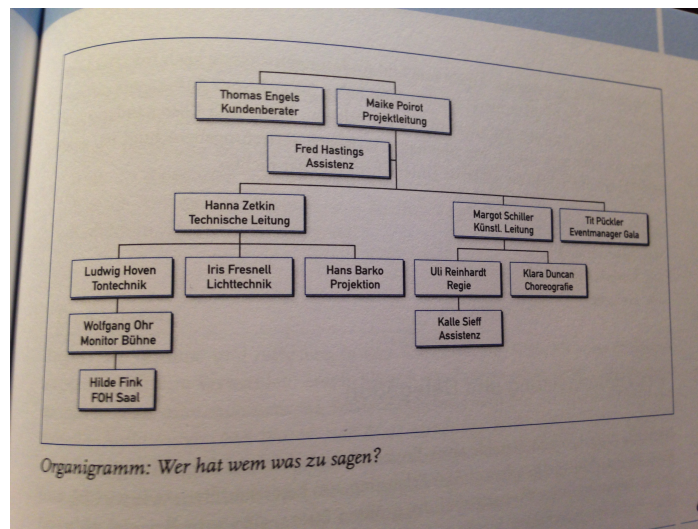 Thomas Engels
Kundenberater
Maike Poirot
Projektleitung
Fred Hastings
Assistenz
Hanna Zetkin
Technische Leitung
Margot Schiller
Künstl. Leitung
Tit Pückler
Eventmanager Gala
Ludwig Hoven
Tontechnik
Iris Fresnell
Lichttechnik
Hans Barko
Projektion
Uli Reinhardt
Regie
Klara Duncan
Choreografie
Wolfgang Ohr
Monitor Bühne
Kalle Sieff
Assistenz
Hilde Fink
FOH Saal
Organigramm: Wer hat wem was zu sagen?